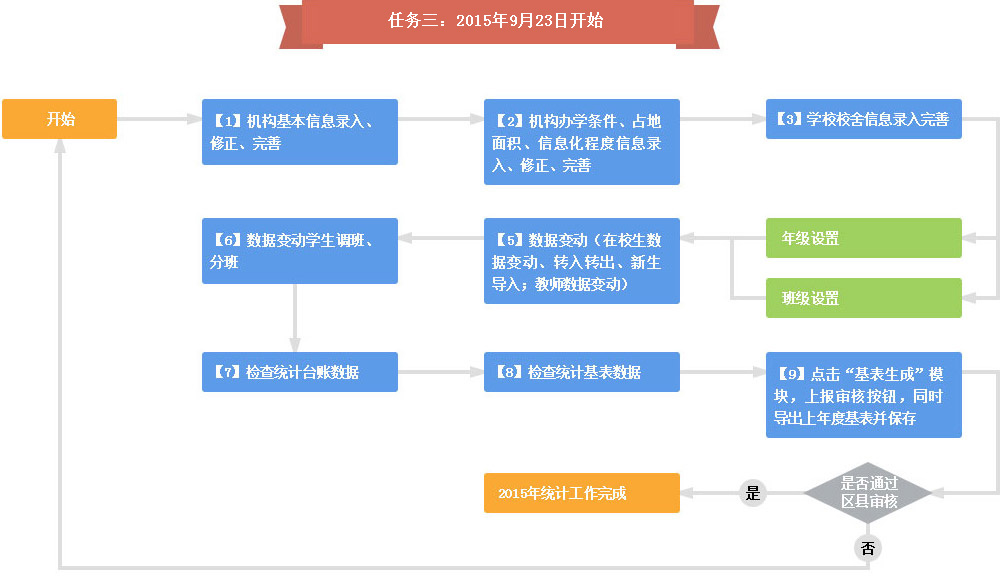 任务三：2015年9月23日开始
开始
【1】机构基本信息录入、
修正、完善
【2】机构办学条件、占地
面积、信息化程度信息录
入、修正、完善
【3】学校校舍信息录入完善
年级设置
班级设置
【5】数据变动（在校生数
据变动、转入转出、新生
导入；教师数据变动）
【6】数据变动学生调班、
分班
【7】检查统计台账数据
【8】检查统计基表数据
【9】点击“基表生成”模
块，上报审核按钮，同时
导出上年度基表并保存
是否通过
区县审核
是
2015年统计工作完成
否